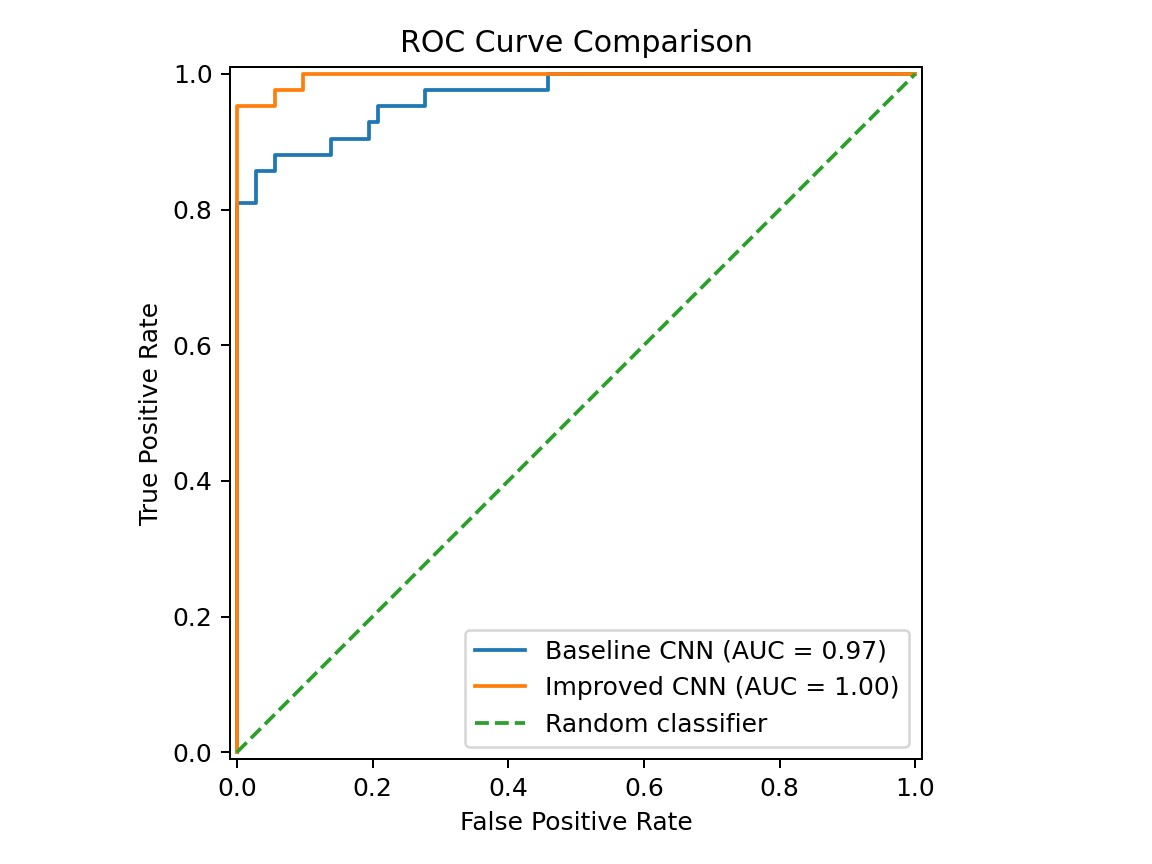 ROC Curve Comparison
True Positive Rate
1.0
0.8
0.6
0.4
0.2
0.0
Baseline CNN (AUC = 0.97)
Improved CNN (AUC = 1.00)
Random classifier
0.0 0.2 0.4 0.6 0.8 1.0
False Positive Rate